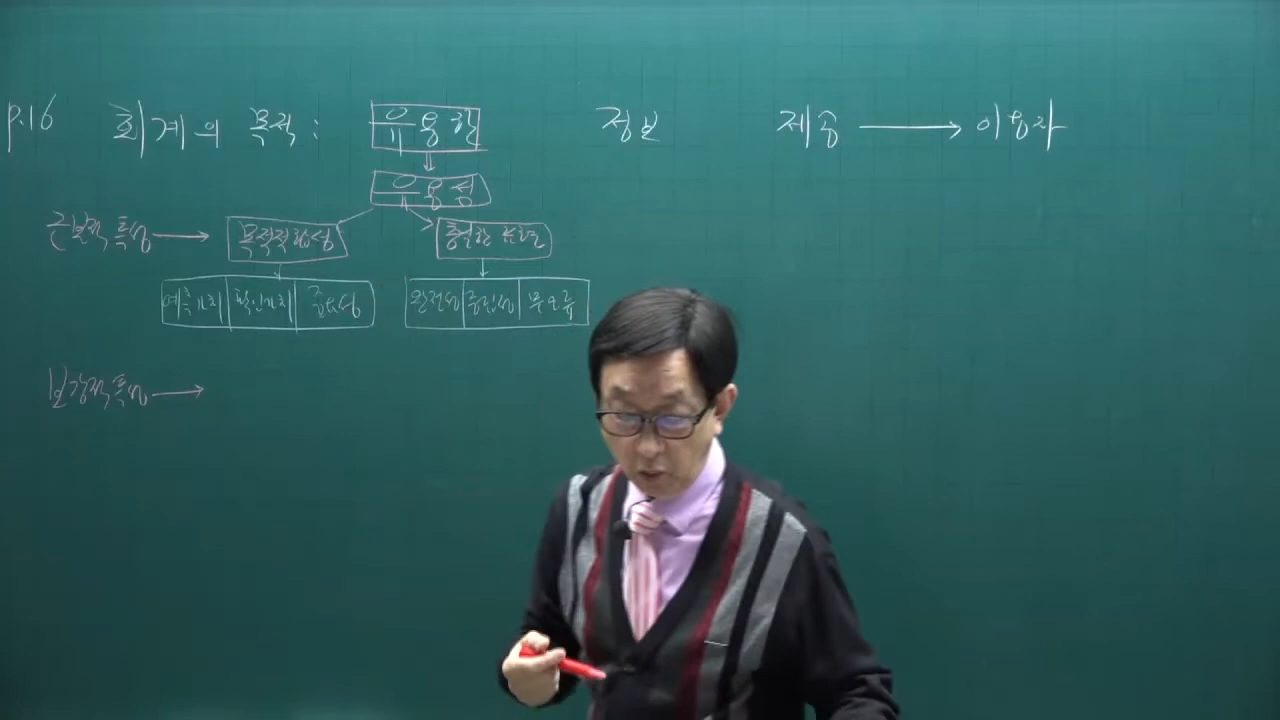 p.16 회계의 목적: 유용한 정보 제공 → 이용자
유용성
근본적 특성 → 목적적합성 충실한 표현
예측가치 확인가치 중요성 완전성 중립성 무오류
보강적 특성 →